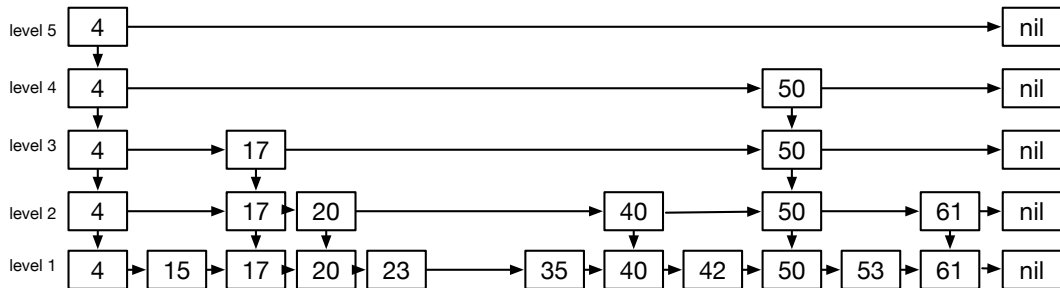 level 5 4 nil
level 4 4 50 nil
level 3 4 17 50 nil
level 2 4 17 20 40 50 61 nil
level 1 4 15 17 20 23 35 40 42 50 53 61 nil